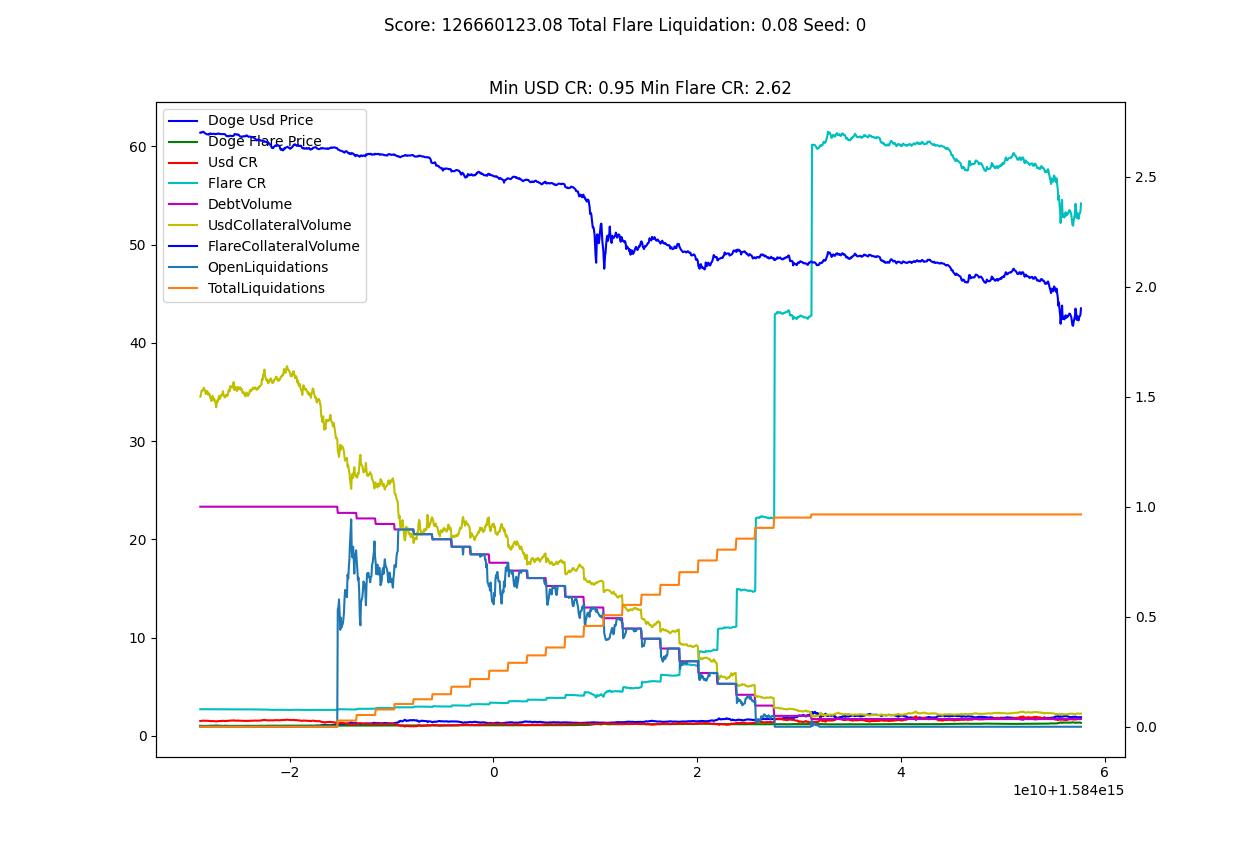 Score: 126660123.08 Total Flare Liquidation: 0.08 Seed: 0
Min USD CR: 0.95 Min Flare CR: 2.62
Doge Usd Price
Doge Flare Price
Usd CR
Flare CR
DebtVolume
UsdCollateralVolume
FlareCollateralVolume
OpenLiquidations
TotalLiquidations
60
50
40
30
20
10
0
2.5
2.0
1.5
1.0
0.5
0.0
−2 0 2 4 6
1e10+1.584e15